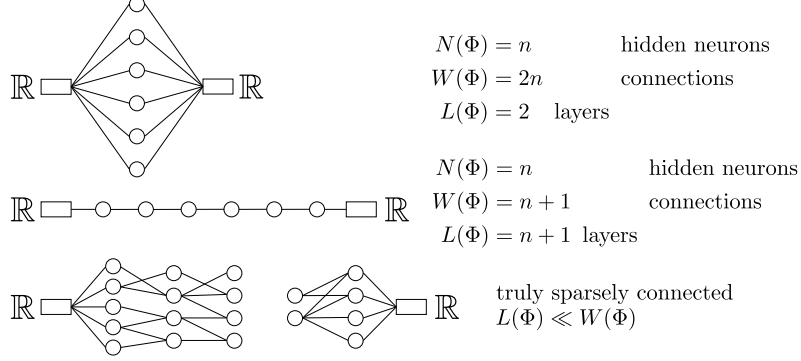 ℝ ℝ
N(Φ) = n hidden neurons
W(Φ) = 2n connections
L(Φ) = 2 layers
ℝ ℝ
N(Φ) = n hidden neurons
W(Φ) = n + 1 connections
L(Φ) = n + 1 layers
ℝ ℝ
truly sparsely connected
L(Φ) ≪ W(Φ)